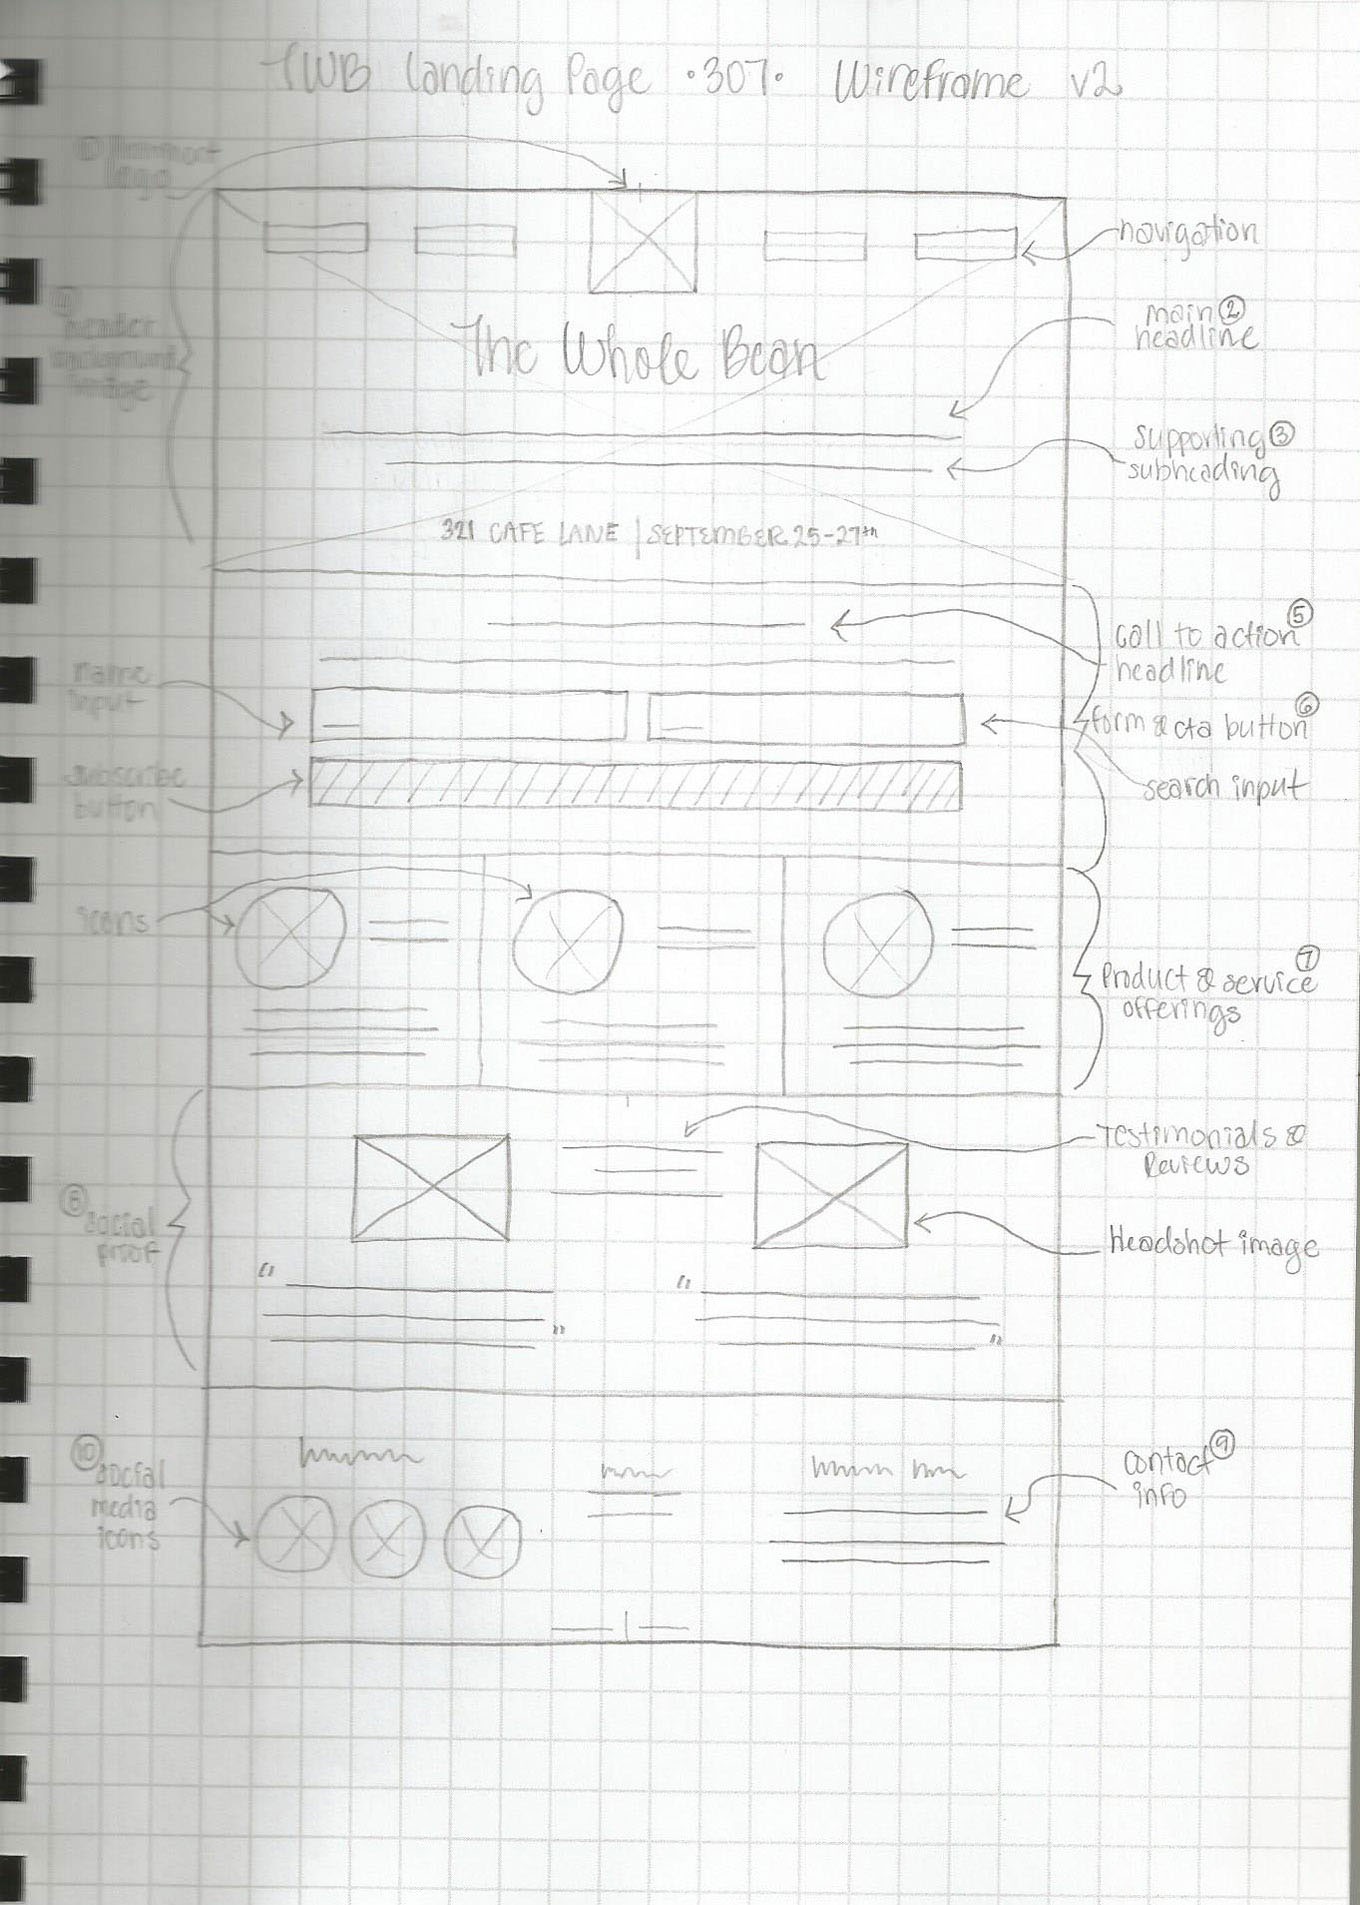 TWB Landing Page .307. Wireframe v2
①
logo
navigation
main ②
headline
④
header
background
image
The Whole Bean
supporting ③
subheading
321 CAFE LANE | SEPTEMBER 25-27th
call to action ⑤
headline
name
input
form & cta button ⑥
subscribe
button
search input
icons
Product & service ⑦
offerings
Testimonials &
Reviews
⑧ social
proof
Headshot image
" "
" "
⑩ social
media
icons
contact ⑨
info